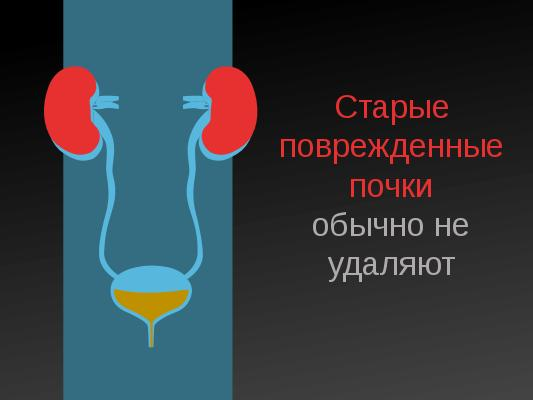 Старые
поврежденные
почки
обычно не
удаляют